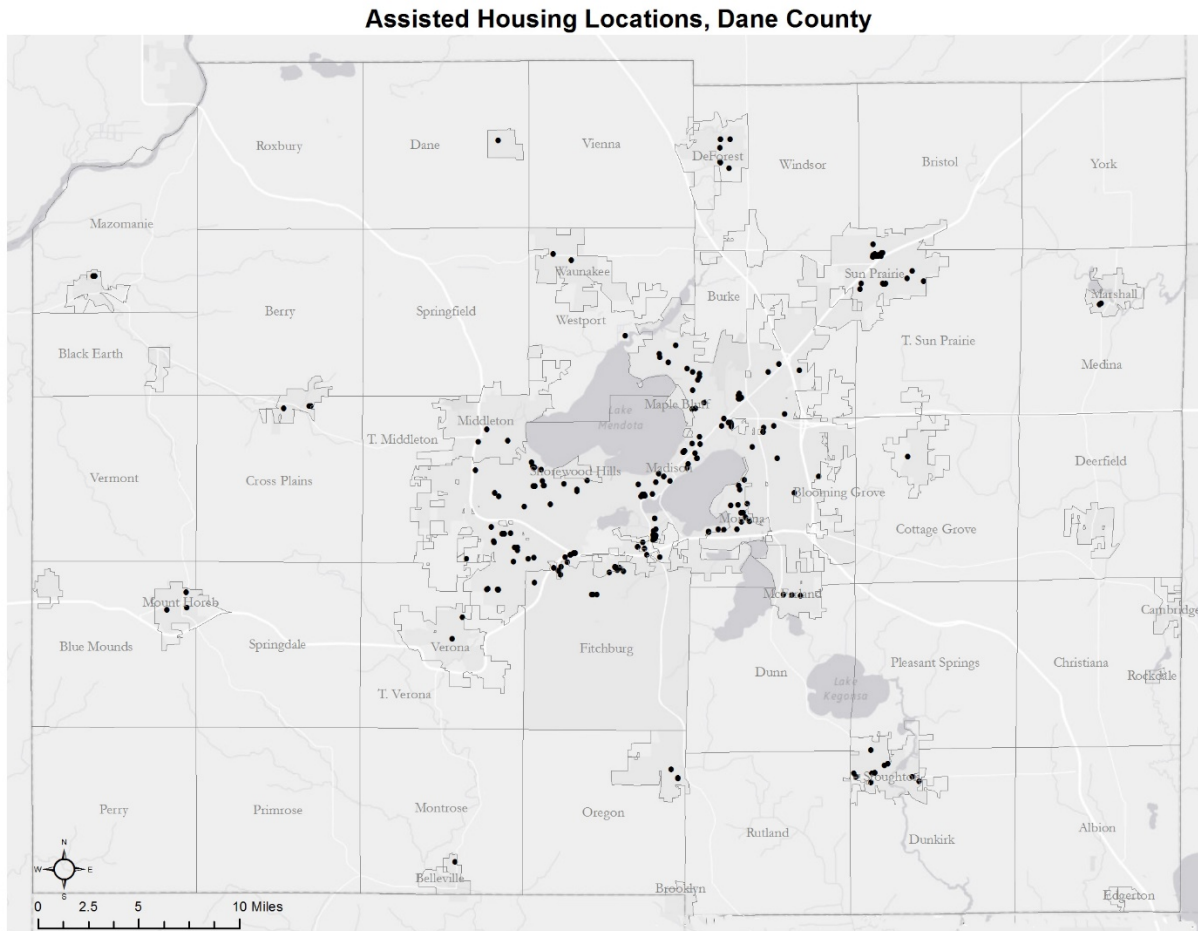 Assisted Housing Locations, Dane County
Roxbury
Dane
Vienna
DeForest
Windsor
Bristol
York
Mazomanie
Waunakee
Sun Prairie
Marshall
Berry
Springfield
Westport
Burke
Black Earth
T. Sun Prairie
Medina
Middleton
T. Middleton
Lake
Mendota
Maple Bluff
Vermont
Cross Plains
Shorewood Hills
Madison
Deerfield
Blooming Grove
Monona
Cottage Grove
Mount Horeb
McFarland
Cambridge
Blue Mounds
Springdale
Verona
Fitchburg
Dunn
Pleasant Springs
Christiana
Rockdale
T. Verona
Lake
Kegonsa
Stoughton
Perry
Primrose
Montrose
Oregon
Rutland
Dunkirk
Albion
Belleville
Brooklyn
Edgerton
N
W E
S
0 2.5 5 10 Miles